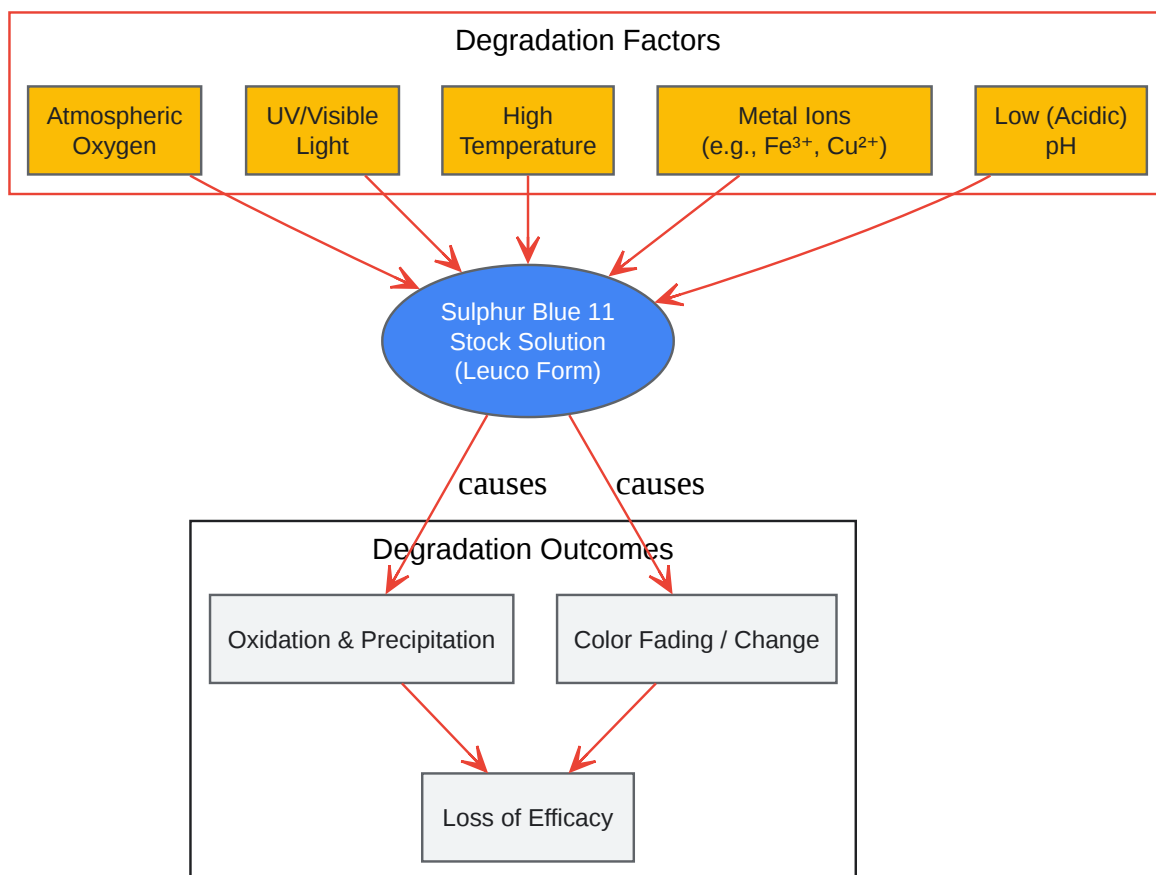 Degradation Factors
Atmospheric
Oxygen
UV/Visible
Light
High
Temperature
Metal Ions
(e.g., Fe³⁺, Cu²⁺)
Low (Acidic)
pH
Sulphur Blue 11
Stock Solution
(Leuco Form)
causes
causes
Degradation Outcomes
Oxidation & Precipitation
Color Fading / Change
Loss of Efficacy